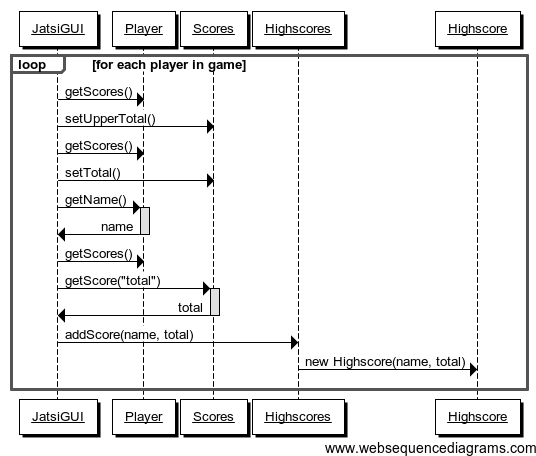 JatsiGUI Player Scores Highscores Highscore
loop [for each player in game]
getScores()
setUpperTotal()
getScores()
setTotal()
getName()
name
getScores()
getScore("total")
total
addScore(name, total)
new Highscore(name, total)
JatsiGUI Player Scores Highscores Highscore
www.websequencediagrams.com